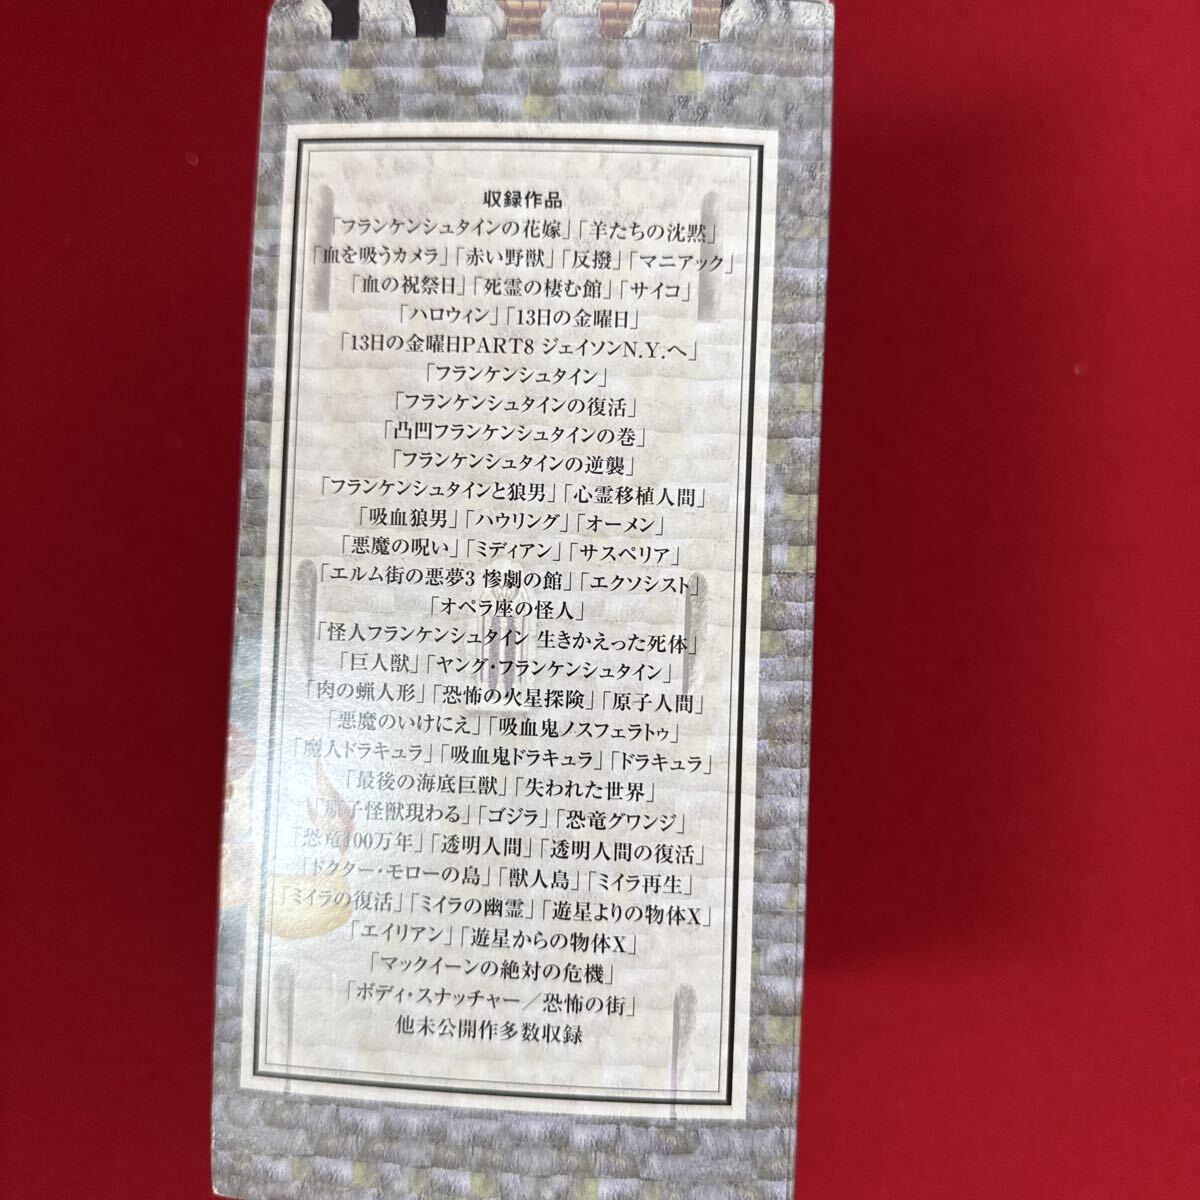 収録作品
「フランケンシュタインの花嫁」「羊たちの沈黙」
「血を吸うカメラ」「赤い野獣」「反撥」「マニアック」
「血の祝祭日」「死霊の棲む館」「サイコ」
「ハロウィン」「13日の金曜日」
「13日の金曜日PART8 ジェイソンN.Y.へ」
「フランケンシュタイン」
「フランケンシュタインの復活」
「凸凹フランケンシュタインの巻」
「フランケンシュタインの逆襲」
「フランケンシュタインと狼男」「心霊移植人間」
「吸血狼男」「ハウリング」「オーメン」
「悪魔の呪い」「ミディアン」「サスペリア」
「エルム街の悪夢3 惨劇の館」「エクソシスト」
「オペラ座の怪人」
「怪人フランケンシュタイン 生きかえった死体」
「巨人獣」「ヤング・フランケンシュタイン」
「肉の蝋人形」「恐怖の火星探険」「原子人間」
「悪魔のいけにえ」「吸血鬼ノスフェラトゥ」
「魔人ドラキュラ」「吸血鬼ドラキュラ」「ドラキュラ」
「最後の海底巨獣」「失われた世界」
「原子怪獣現わる」「ゴジラ」「恐竜グワンジ」
「恐竜100万年」「透明人間」「透明人間の復活」
「ドクター・モローの島」「獣人島」「ミイラ再生」
「ミイラの復活」「ミイラの幽霊」「遊星よりの物体X」
「エイリアン」「遊星からの物体X」
「マックイーンの絶対の危機」
「ボディ・スナッチャー／恐怖の街」
他未公開作多数収録